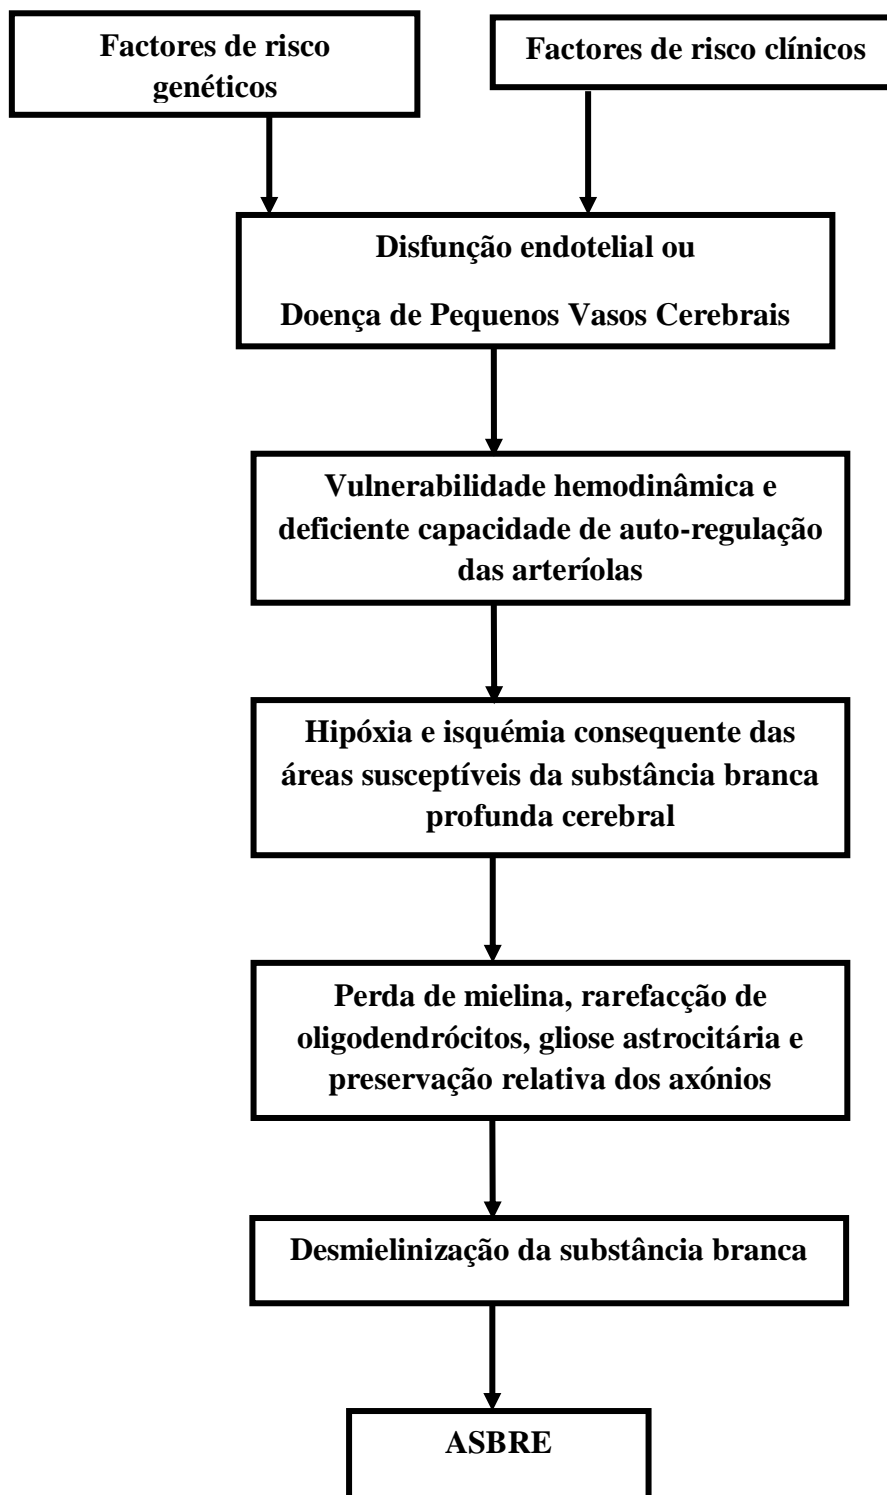 Factores de risco
genéticos
Factores de risco clínicos
Disfunção endotelial ou
Doença de Pequenos Vasos Cerebrais
Vulnerabilidade hemodinâmica e
deficiente capacidade de auto-regulação
das arteríolas
Hipóxia e isquémia consequente das
áreas susceptíveis da substância branca
profunda cerebral
Perda de mielina, rarefacção de
oligodendrócitos, gliose astrocitária e
preservação relativa dos axónios
Desmielinização da substância branca
ASBRE